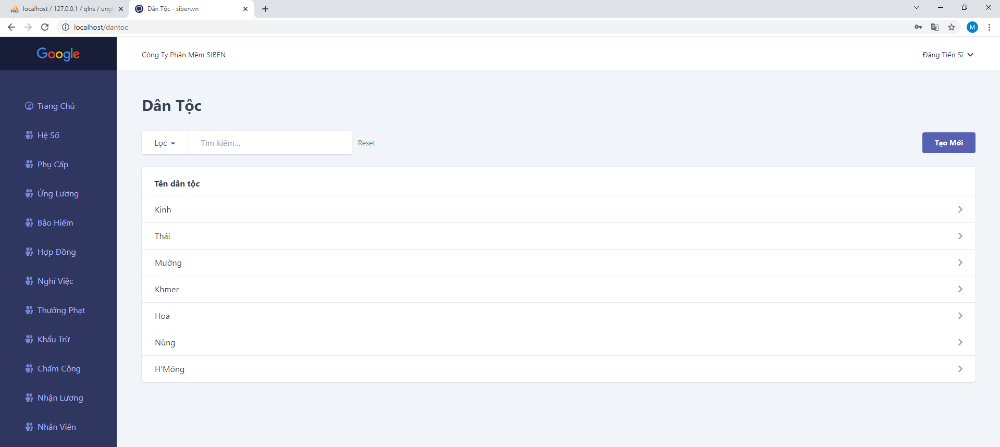 localhost / 127.0.0.1 / qlns / ungl
Dân Tộc - siben.vn
localhost/dantoc
M
Google
Công Ty Phần Mềm SIBEN
Đặng Tiến Sĩ
Trang Chủ
Hệ Số
Phụ Cấp
Ứng Lương
Bảo Hiểm
Hợp Đồng
Nghỉ Việc
Thưởng Phạt
Khấu Trừ
Chấm Công
Nhận Lương
Nhân Viên
Dân Tộc
Lọc
Tìm kiếm...
Reset
Tạo Mới
Tên dân tộc
Kinh
Thái
Mường
Khmer
Hoa
Nùng
H'Mông